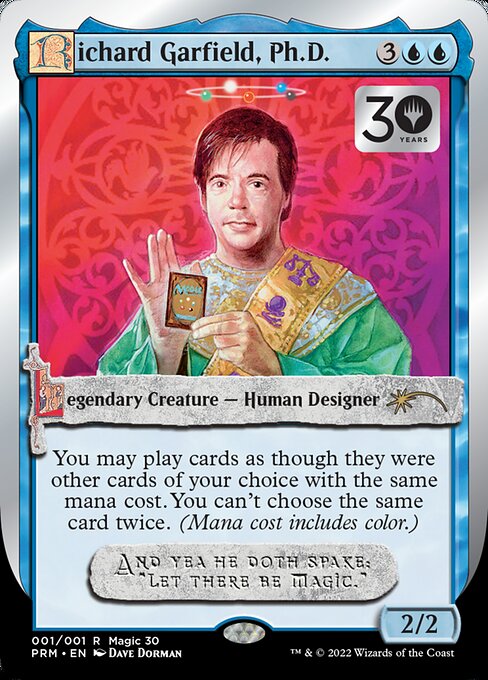 Richard Garfield, Ph.D. 3
30
YEARS
MAGIC
Legendary Creature — Human Designer
You may play cards as though they were
other cards of your choice with the same
mana cost. You can't choose the same
card twice. (Mana cost includes color.)
And yea he doth spake:
"Let there be Magic."
2/2
001/001 R Magic 30
PRM • EN Dave Dorman
™ & © 2022 Wizards of the Coast